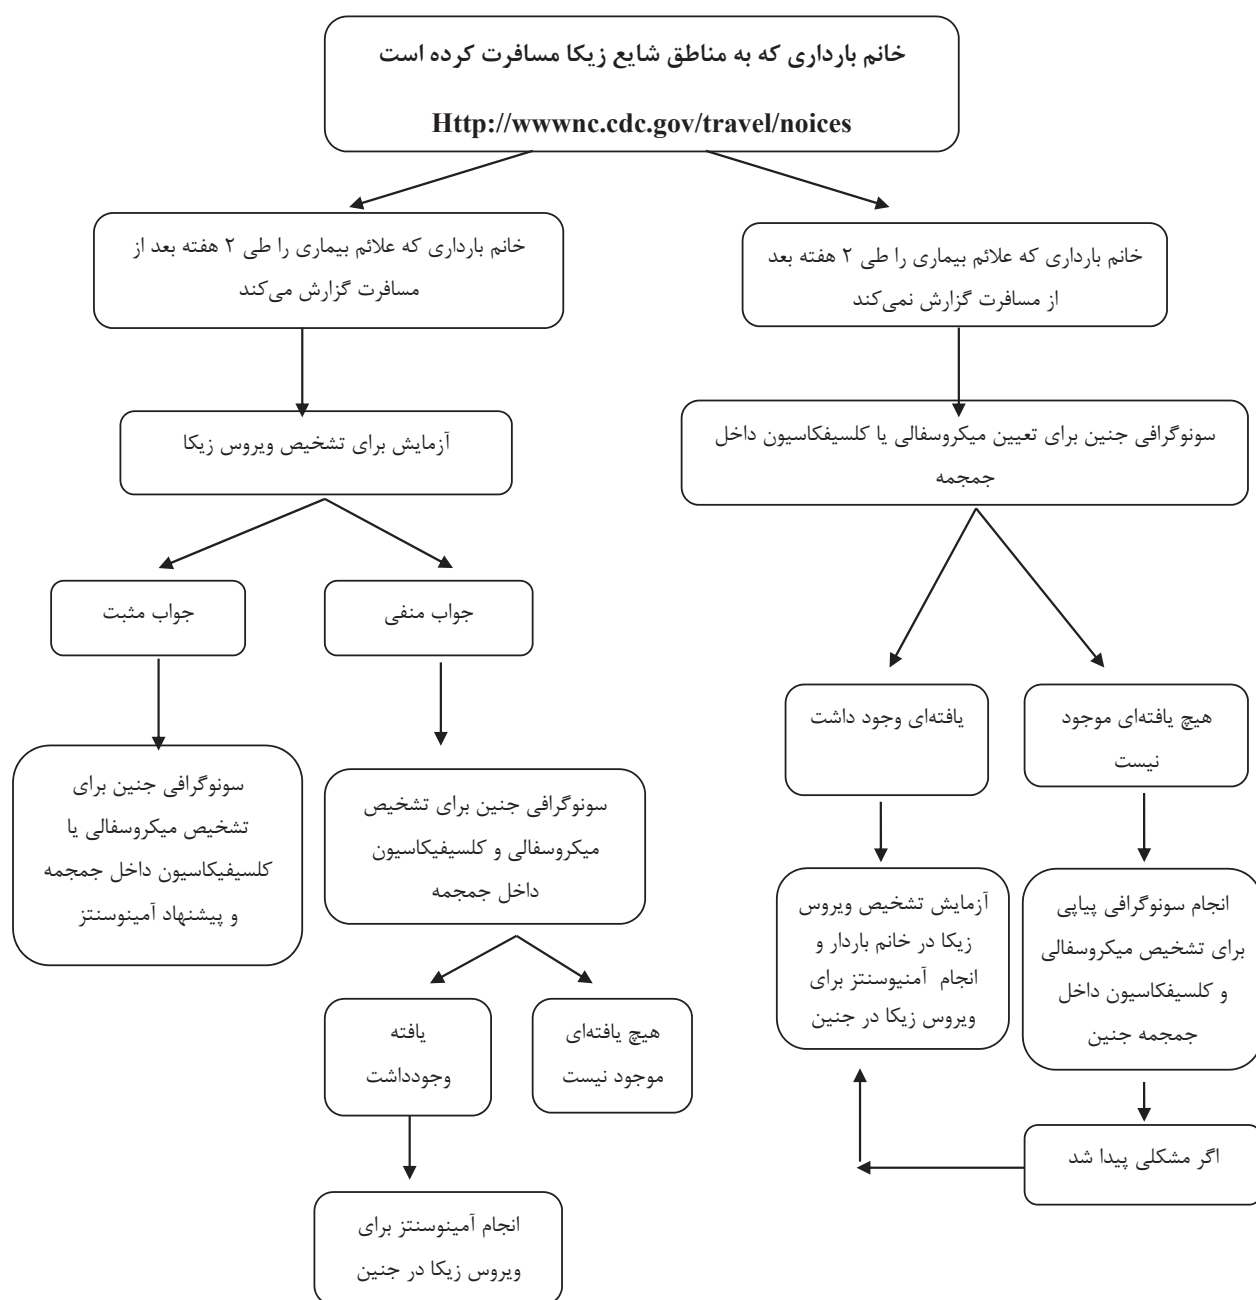 خانم بارداری که به مناطق شایع زیکا مسافرت کرده است
Http://wwwnc.cdc.gov/travel/noices
خانم بارداری که علائم بیماری را طی ۲ هفته بعد
از مسافرت گزارش نمی‌کند
خانم بارداری که علائم بیماری را طی ۲ هفته بعد از
مسافرت گزارش می‌کند
سونوگرافی جنین برای تعیین میکروسفالی یا کلسیفکاسیون داخل
جمجمه
آزمایش برای تشخیص ویروس زیکا
جواب منفی
جواب مثبت
هیچ یافته‌ای موجود
نیست
یافته‌ای وجود داشت
سونوگرافی جنین برای تشخیص
میکروسفالی و کلسیفیکاسیون
داخل جمجمه
سونوگرافی جنین برای
تشخیص میکروسفالی یا
کلسیفیکاسیون داخل جمجمه
و پیشنهاد آمینوسنتز
انجام سونوگرافی پیاپی
برای تشخیص میکروسفالی
و کلسیفکاسیون داخل
جمجمه جنین
آزمایش تشخیص ویروس
زیکا در خانم باردار و
انجام آمنیوسنتز برای
ویروس زیکا در جنین
هیچ یافته‌ای
موجود نیست
یافته
وجودداشت
اگر مشکلی پیدا شد
انجام آمینوسنتز برای
ویروس زیکا در جنین